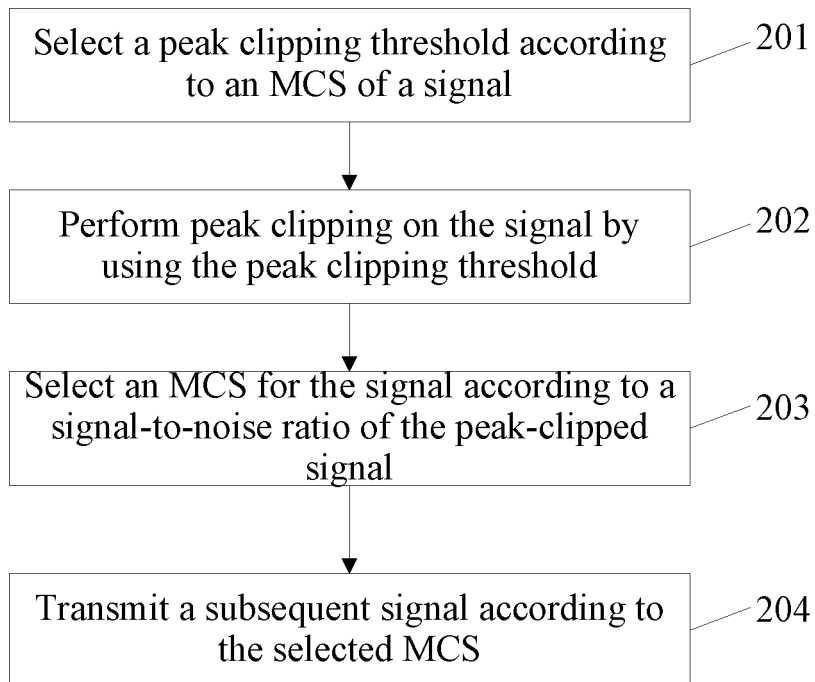 Select a peak clipping threshold according
to an MCS of a signal
201
Perform peak clipping on the signal by
using the peak clipping threshold
202
Select an MCS for the signal according to a
signal-to-noise ratio of the peak-clipped
signal
203
Transmit a subsequent signal according to
the selected MCS
204